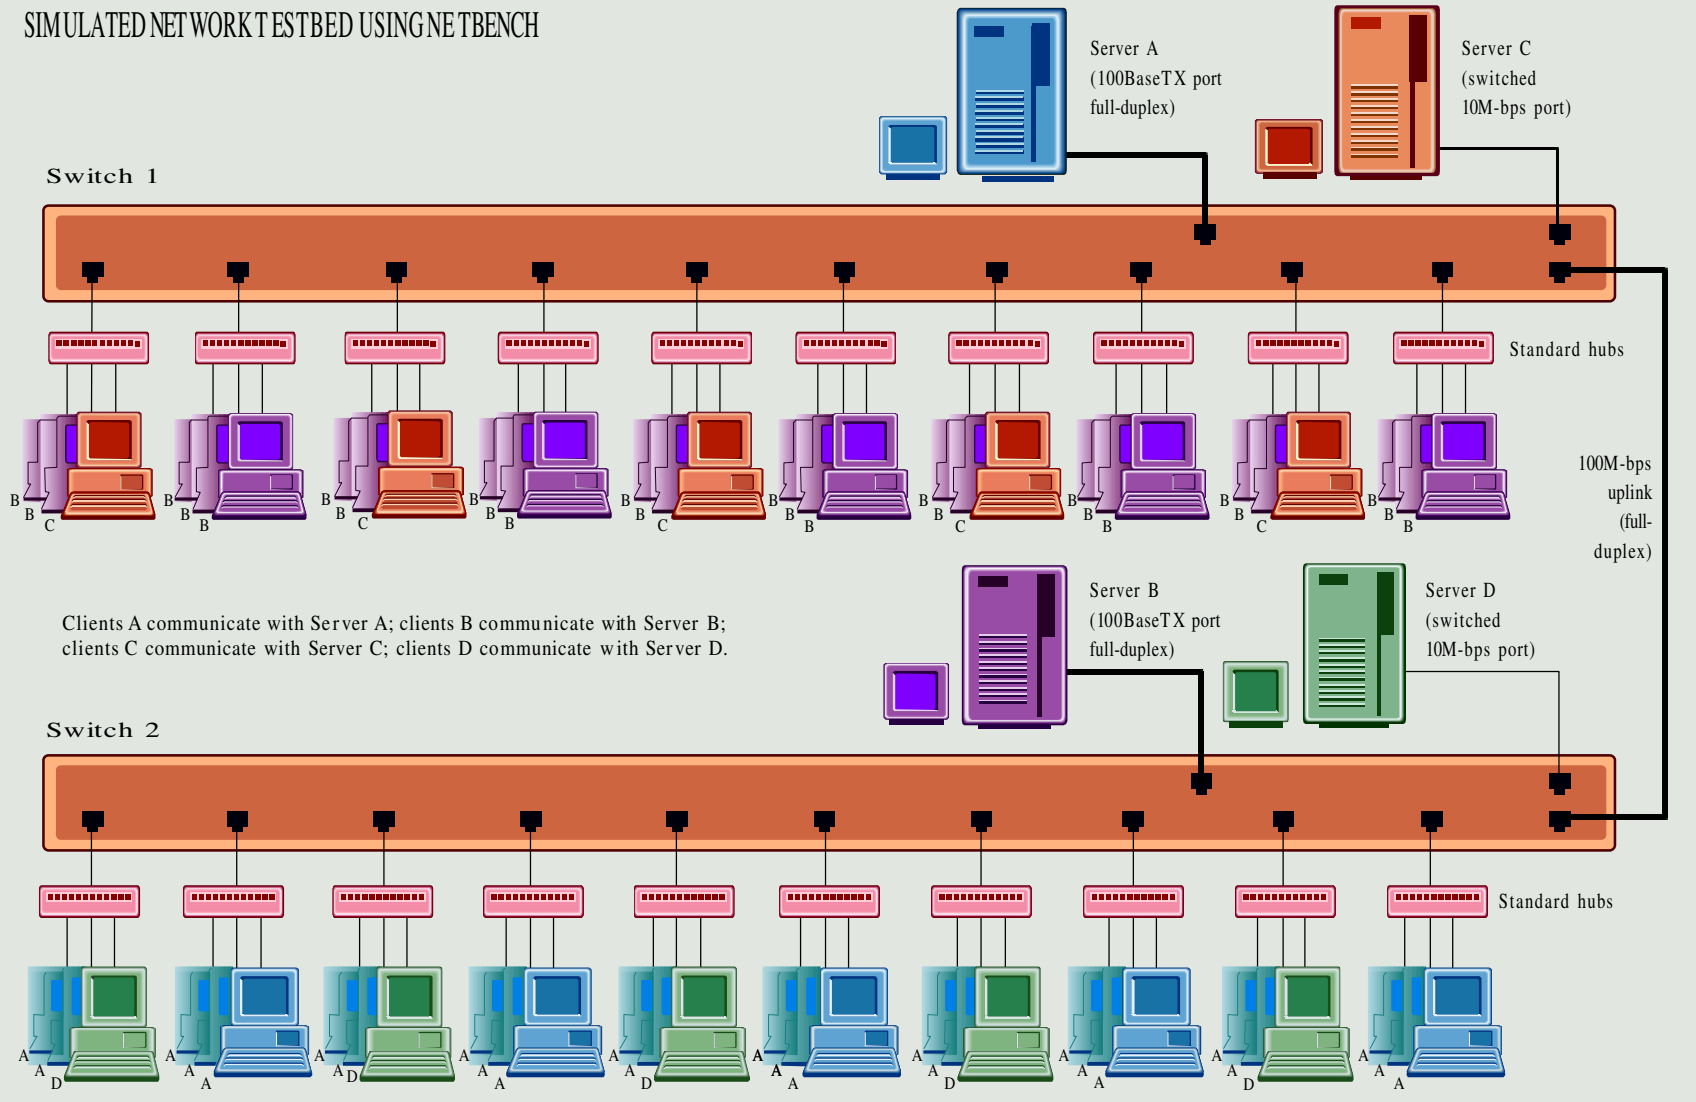 SIMULATED NETWORK TESTBED USING NETBENCH
Server A
(100BaseTX port
full-duplex)
Server C
(switched
10M-bps port)
Switch 1
Standard hubs
B B C
B B B
B B C
B B B
B B C
B B B
B B C
B B B
B B C
B B B
100M-bps
uplink
(full-
duplex)
Clients A communicate with Server A; clients B communicate with Server B;
clients C communicate with Server C; clients D communicate with Server D.
Server B
(100BaseTX port
full-duplex)
Server D
(switched
10M-bps port)
Switch 2
Standard hubs
A A D
A A A
A A D
A A A
A A D
A A A
A A D
A A A
A A D
A A A